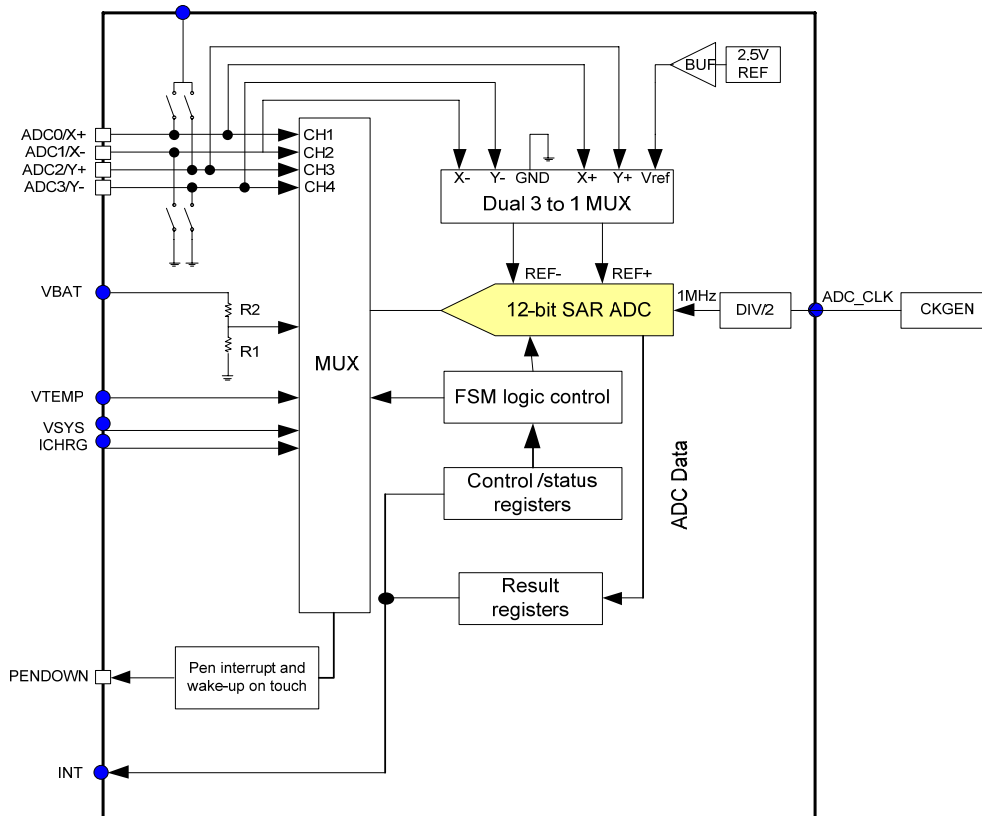 BUF
2.5V
REF
ADC0/X+
ADC1/X-
ADC2/Y+
ADC3/Y-
CH1
CH2
CH3
CH4
X-
Y-
GND
X+
Y+
Vref
Dual 3 to 1 MUX
REF-
REF+
VBAT
R2
R1
MUX
12-bit SAR ADC
1MHz
DIV/2
ADC_CLK
CKGEN
VTEMP
VSYS
ICHRG
FSM logic control
Control /status
registers
ADC Data
Result
registers
PENDOWN
Pen interrupt and
wake-up on touch
INT